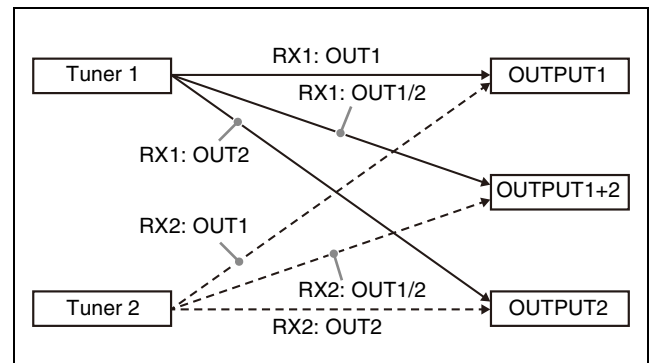 RX1: OUT1
Tuner 1
OUTPUT1
RX1: OUT1/2
RX1: OUT2
OUTPUT1+2
RX2: OUT1
RX2: OUT1/2
Tuner 2
OUTPUT2
RX2: OUT2